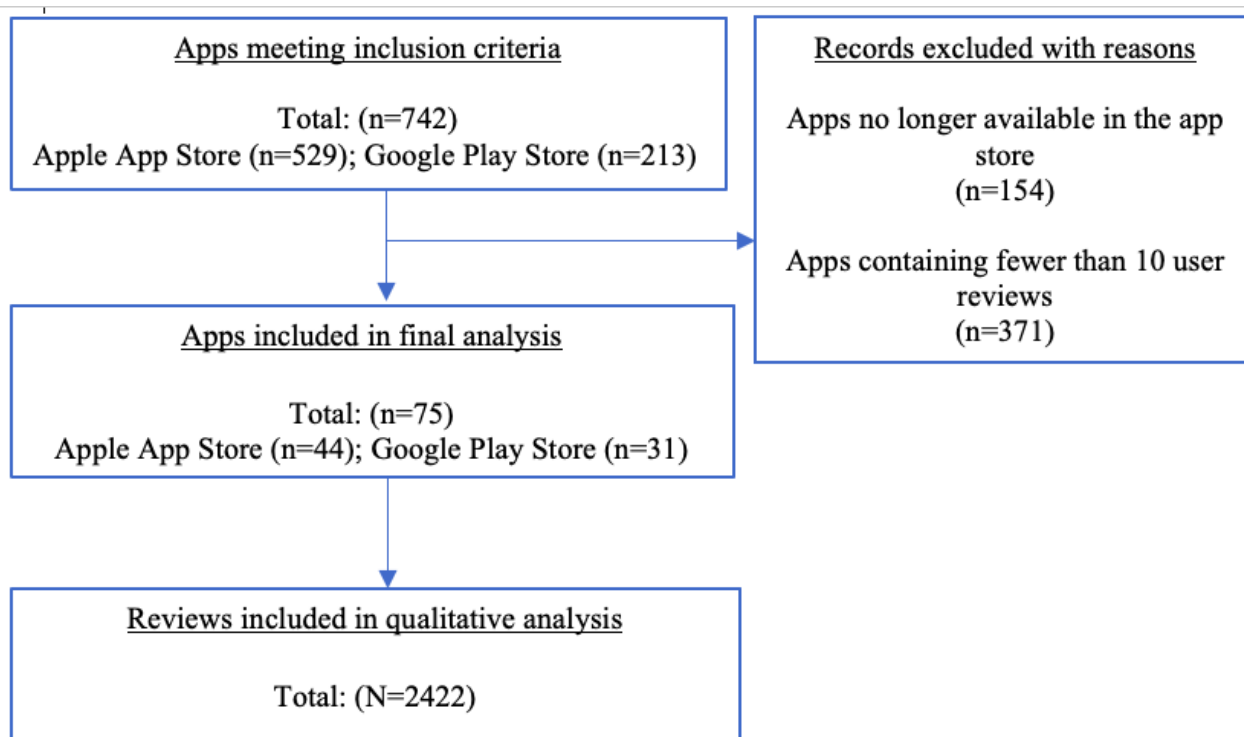 Apps meeting inclusion criteria
Total: (n=742)
Apple App Store (n=529); Google Play Store (n=213)
Records excluded with reasons
Apps no longer available in the app
store
(n=154)
Apps containing fewer than 10 user
reviews
(n=371)
Apps included in final analysis
Total: (n=75)
Apple App Store (n=44); Google Play Store (n=31)
Reviews included in qualitative analysis
Total: (N=2422)